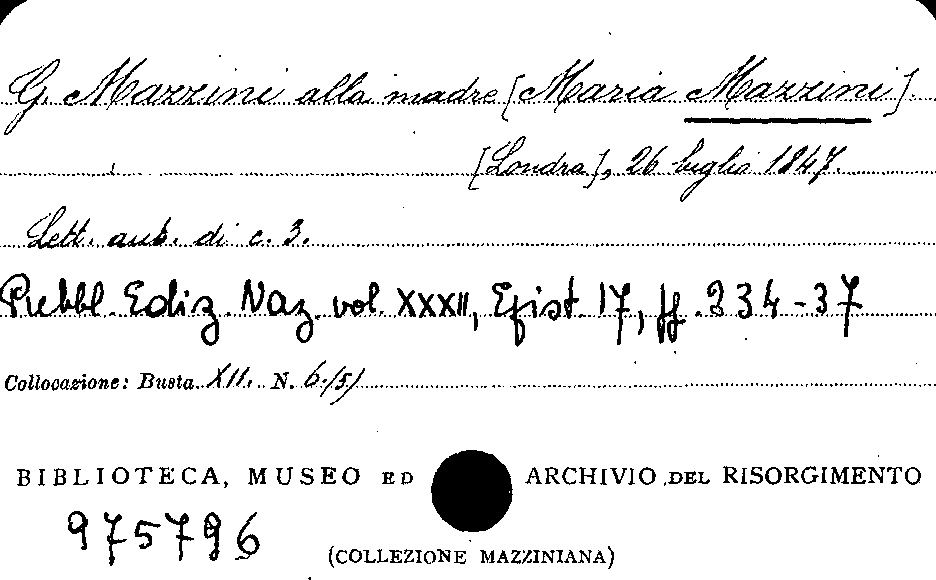 G. Mazzini alla madre [Maria Mazzini].
[Londra], 26 luglio 1847.
Lett. aut. di c. 3.
Pubbl. Ediz. Naz. vol. XXXII, Epist. 17, pp. 234-37
Collocazione: Busta XII. N. 6 (5)
BIBLIOTECA, MUSEO ED ARCHIVIO DEL RISORGIMENTO
975796
(COLLEZIONE MAZZINIANA)